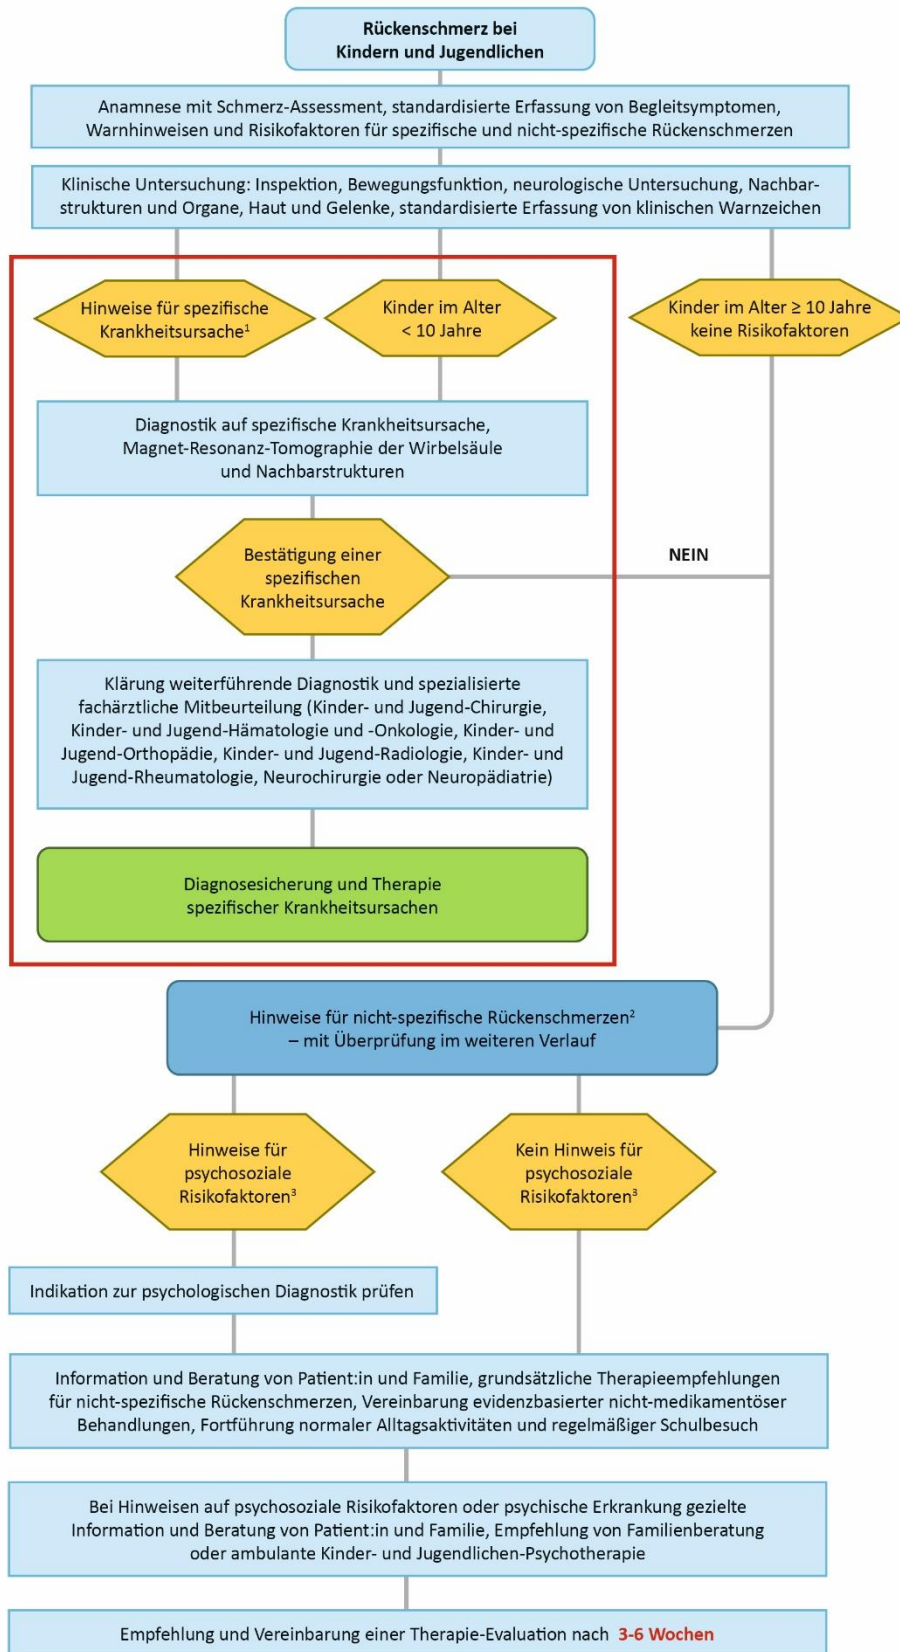 Rückenschmerz bei
Kindern und Jugendlichen
Anamnese mit Schmerz-Assessment, standardisierte Erfassung von Begleitsymptomen,
Warnhinweisen und Risikofaktoren für spezifische und nicht-spezifische Rückenschmerzen
Klinische Untersuchung: Inspektion, Bewegungsfunktion, neurologische Untersuchung, Nachbar-
strukturen und Organe, Haut und Gelenke, standardisierte Erfassung von klinischen Warnzeichen
Hinweise für spezifische
Krankheitsursache¹
Kinder im Alter
< 10 Jahre
Kinder im Alter ≥ 10 Jahre
keine Risikofaktoren
Diagnostik auf spezifische Krankheitsursache,
Magnet-Resonanz-Tomographie der Wirbelsäule
und Nachbarstrukturen
Bestätigung einer
spezifischen
Krankheitsursache
NEIN
Klärung weiterführende Diagnostik und spezialisierte
fachärztliche Mitbeurteilung (Kinder- und Jugend-Chirurgie,
Kinder- und Jugend-Hämatologie und -Onkologie, Kinder- und
Jugend-Orthopädie, Kinder- und Jugend-Radiologie, Kinder- und
Jugend-Rheumatologie, Neurochirurgie oder Neuropädiatrie)
Diagnosesicherung und Therapie
spezifischer Krankheitsursachen
Hinweise für nicht-spezifische Rückenschmerzen²
– mit Überprüfung im weiteren Verlauf
Hinweise für
psychosoziale
Risikofaktoren³
Kein Hinweis für
psychosoziale
Risikofaktoren³
Indikation zur psychologischen Diagnostik prüfen
Information und Beratung von Patient:in und Familie, grundsätzliche Therapieempfehlungen
für nicht-spezifische Rückenschmerzen, Vereinbarung evidenzbasierter nicht-medikamentöser
Behandlungen, Fortführung normaler Alltagsaktivitäten und regelmäßiger Schulbesuch
Bei Hinweisen auf psychosoziale Risikofaktoren oder psychische Erkrankung gezielte
Information und Beratung von Patient:in und Familie, Empfehlung von Familienberatung
oder ambulante Kinder- und Jugendlichen-Psychotherapie
Empfehlung und Vereinbarung einer Therapie-Evaluation nach 3-6 Wochen